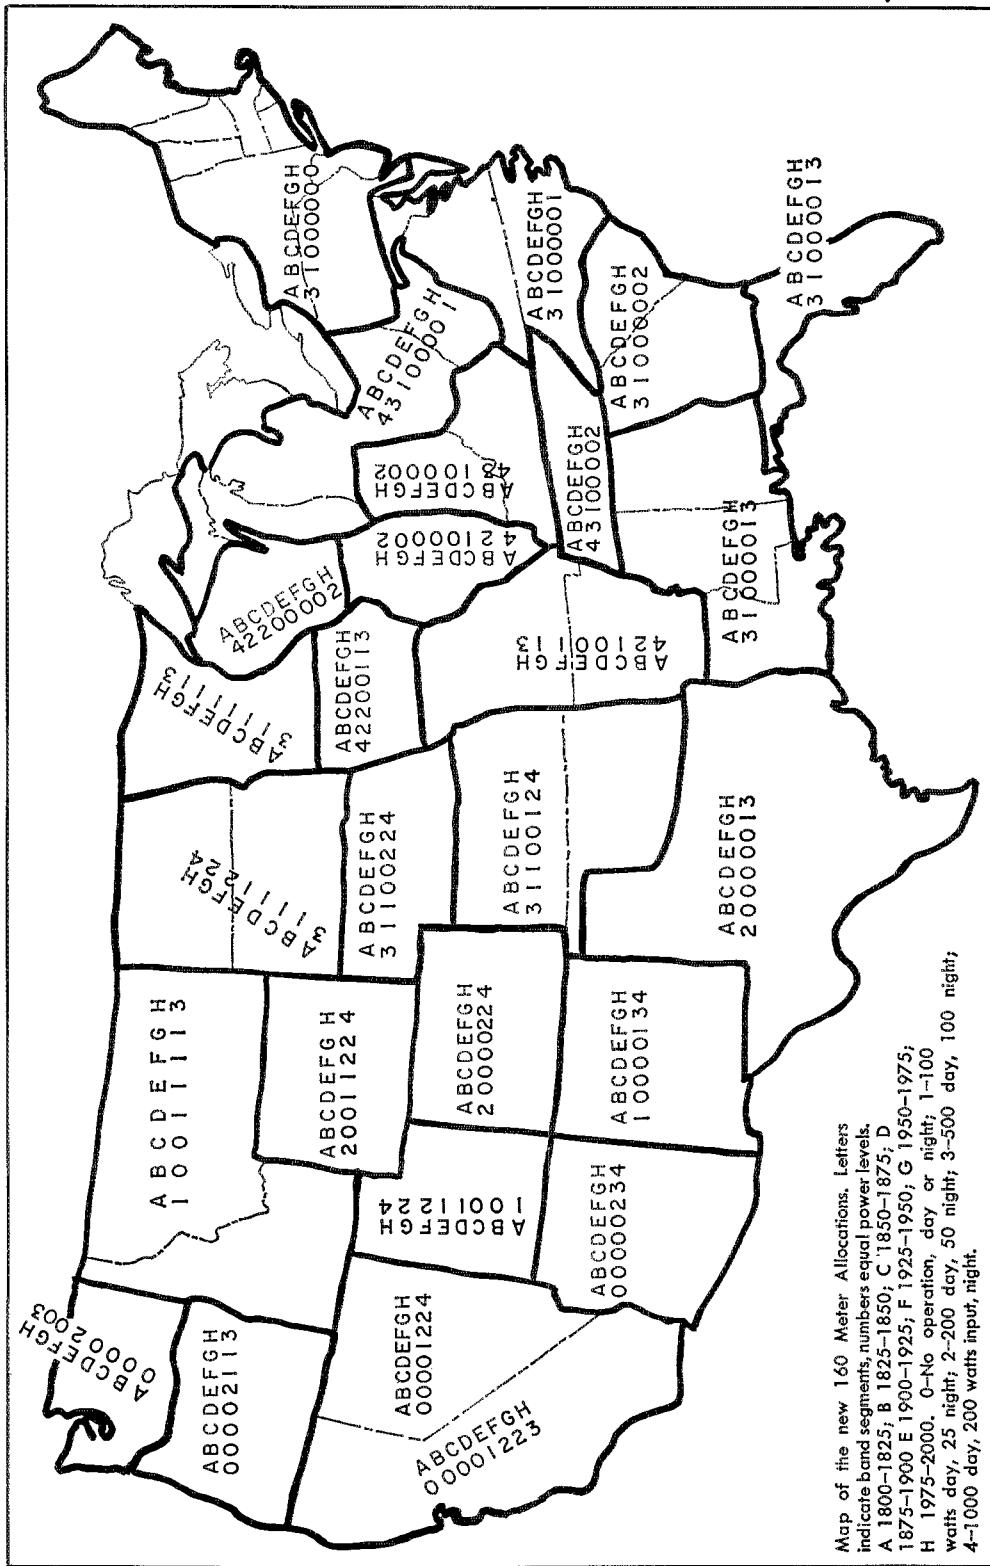 ABCDEFGH
00002003
ABCDEFGH
00002113
ABCDEFGH
10011113
ABCDEFGH
31111224
ABCDEFGH
31111113
ABCDEFGH
42200002
ABCDEFGH
31000000
ABCDEFGH
20011224
ABCDEFGH
31100224
ABCDEFGH
42200113
ABCDEFGH
42100002
ABCDEFGH
43100002
ABCDEFGH
43100001
ABCDEFGH
00001224
ABCDEFGH
00001223
ABCDEFGH
10011224
ABCDEFGH
20000224
ABCDEFGH
31100124
ABCDEFGH
42100113
ABCDEFGH
43100002
ABCDEFGH
31000001
ABCDEFGH
00000234
ABCDEFGH
10000134
ABCDEFGH
20000013
ABCDEFGH
31000013
ABCDEFGH
31000002
ABCDEFGH
31000013
Map of the new 160 Meter Allocations. Letters
indicate band segments, numbers equal power levels.
A 1800–1825; B 1825-1850; C 1850–1875; D
1875–1900 E 1900–1925; F 1925–1950; G 1950-1975;
H 1975-2000. 0–No operation, day or night; 1–100
watts day, 25 night; 2–200 day, 50 night; 3–500 day, 100 night;
4–1000 day, 200 watts input, night.